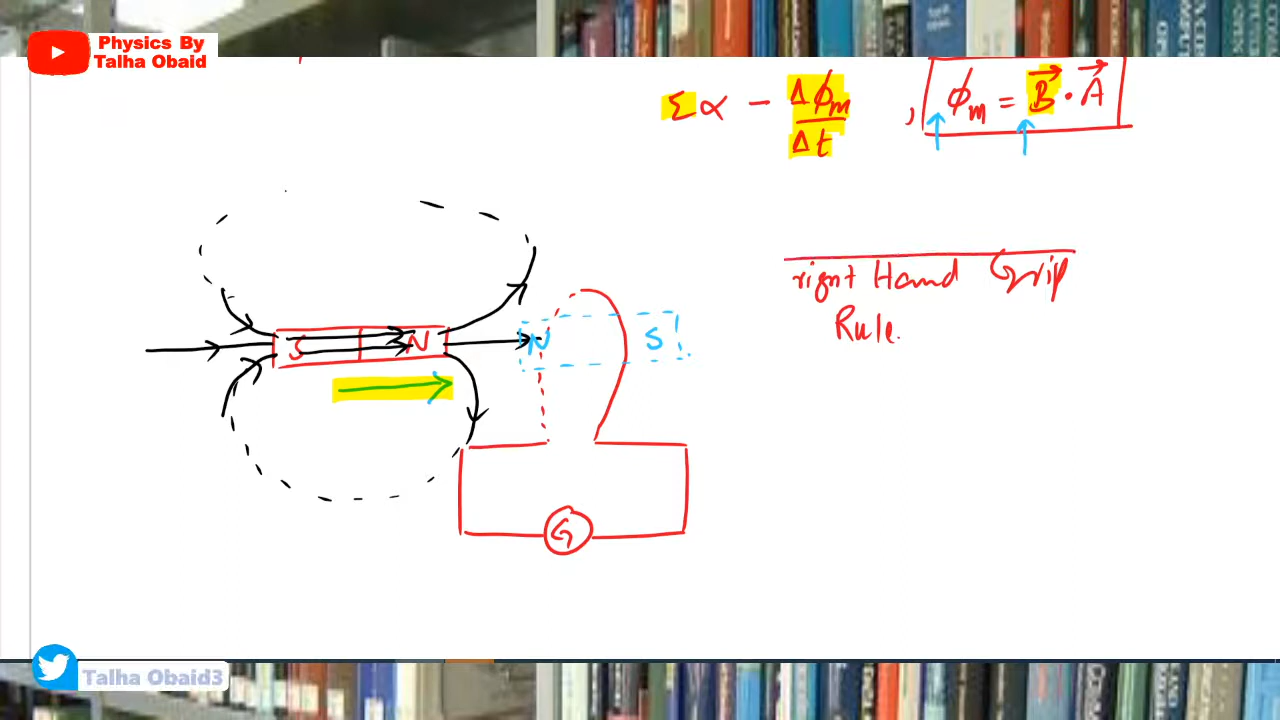 Physics By
Talha Obaid
Σ α - Δϕm/Δt , ϕm = B⃗ · A⃗
right Hand Grip
Rule.
S N N S
G
Talha Obaid3